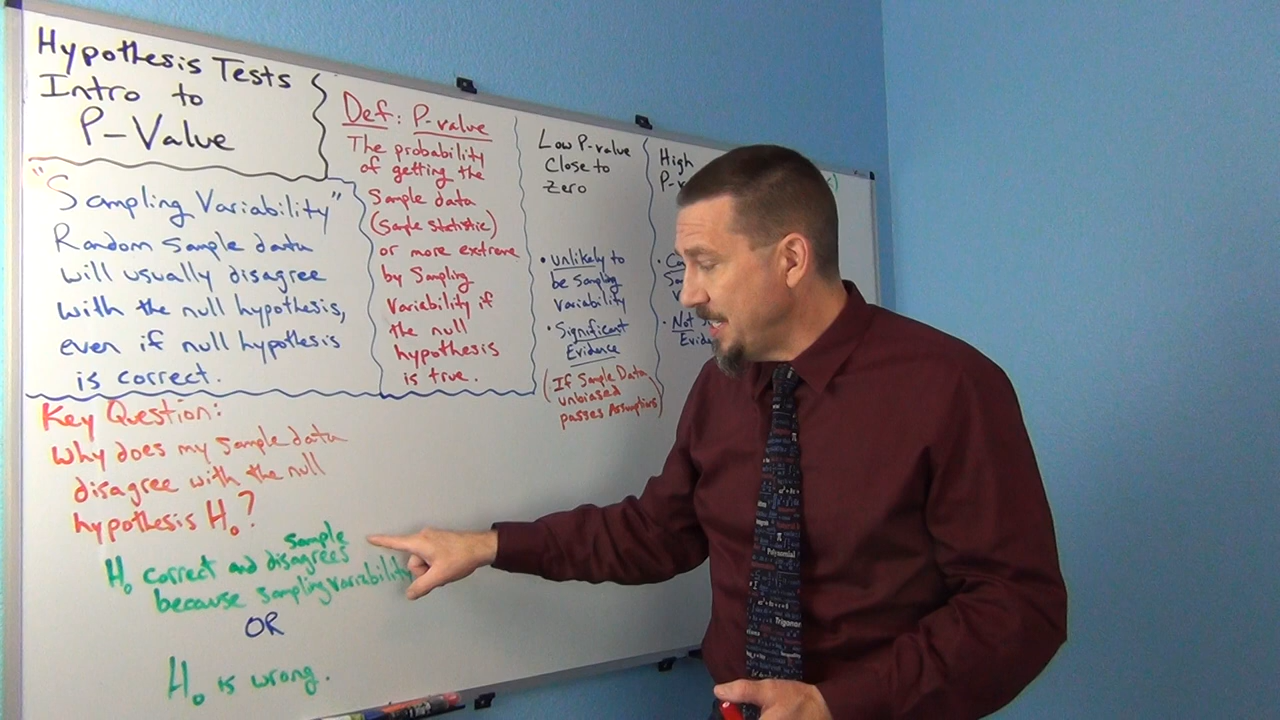 Hypothesis Tests
Intro to
P-Value
"Sampling Variability"
Random sample data
will usually disagree
with the null hypothesis,
even if null hypothesis
is correct.
Def: P-value
The probability
of getting the
Sample data
(Sample statistic)
or more extreme
by Sampling
Variability if
the null
hypothesis
is true.
Low P-value
Close to
Zero
• unlikely to
be Sampling
Variability
• Significant
Evidence
(If Sample Data
unbiased
passes Assumptions)
High
• Not
Key Question:
Why does my sample data
disagree with the null
hypothesis H₀?
sample
H₀ correct and disagrees
because sampling variability
OR
H₀ is wrong.
Polynomial